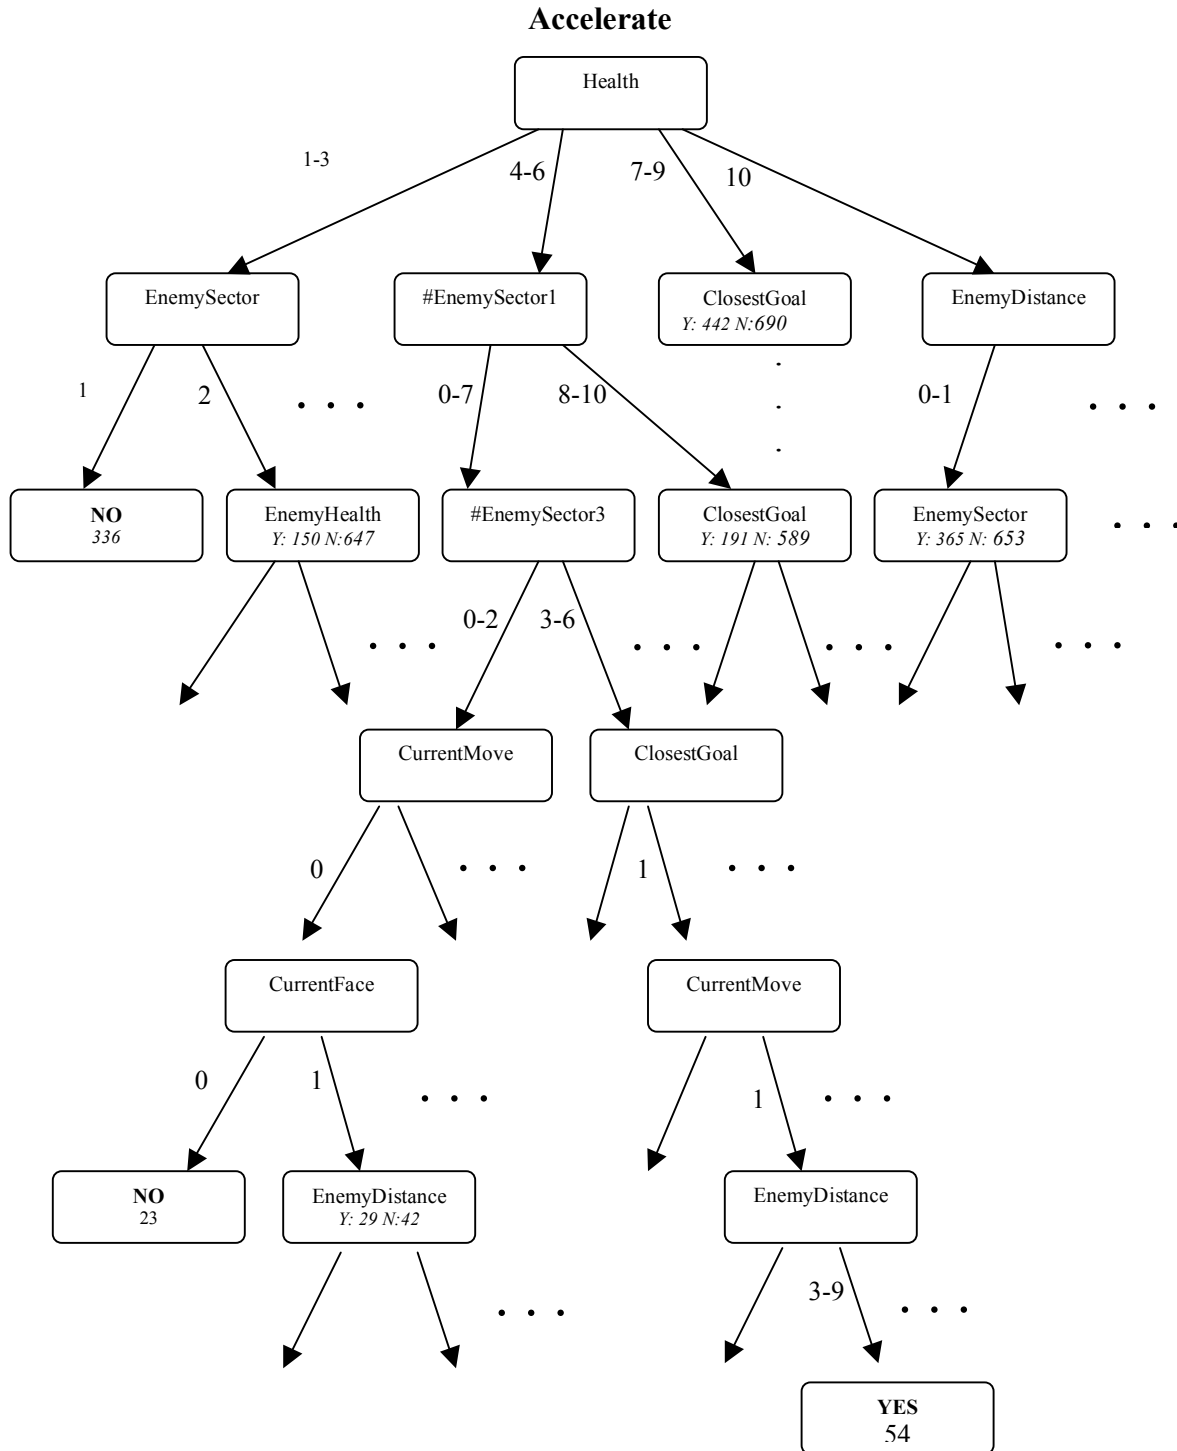 Accelerate
Health
1-3
4-6
7-9
10
EnemySector
#EnemySector1
ClosestGoal
Y: 442 N:690
EnemyDistance
1
2
. . .
0-7
8-10
0-1
. . .
NO
336
EnemyHealth
Y: 150 N:647
#EnemySector3
ClosestGoal
Y: 191 N: 589
EnemySector
Y: 365 N: 653
. . .
. . .
0-2
3-6
. . .
. . .
. . .
CurrentMove
ClosestGoal
0
. . .
1
. . .
CurrentFace
CurrentMove
0
1
. . .
1
. . .
NO
23
EnemyDistance
Y: 29 N:42
EnemyDistance
. . .
3-9
. . .
YES
54